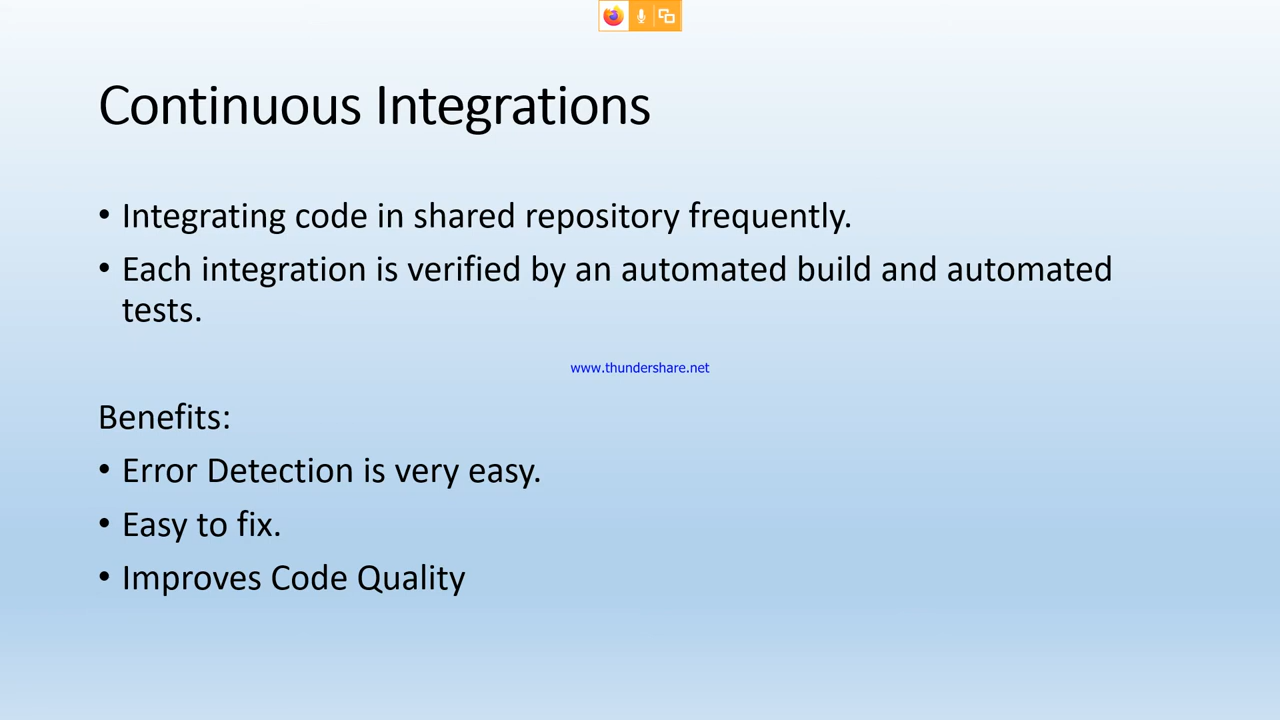 Continuous Integrations
• Integrating code in shared repository frequently.
• Each integration is verified by an automated build and automated
tests.
www.thundershare.net
Benefits:
• Error Detection is very easy.
• Easy to fix.
• Improves Code Quality